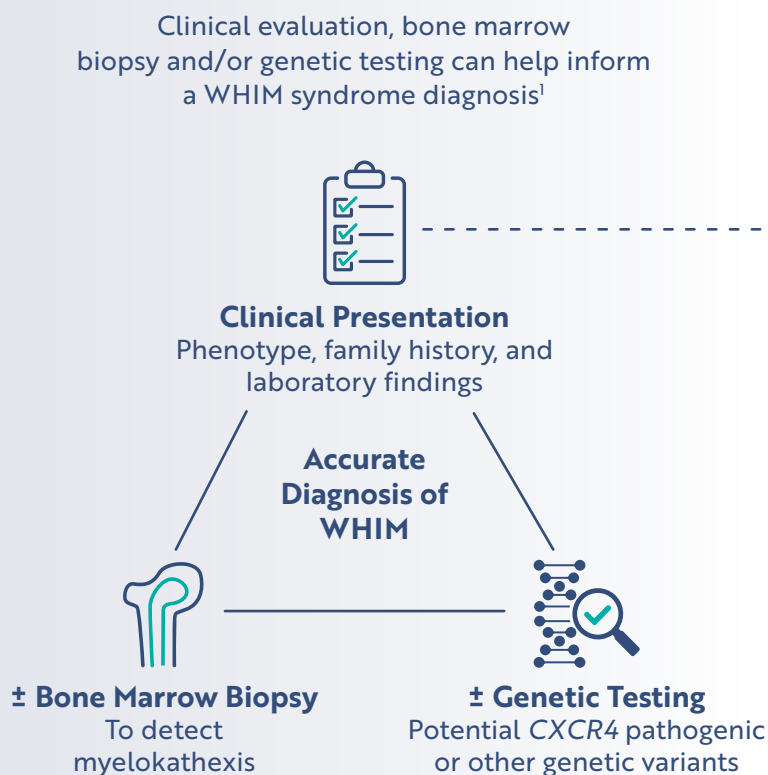 Clinical evaluation, bone marrow
biopsy and/or genetic testing can help inform
a WHIM syndrome diagnosis¹
Clinical Presentation
Phenotype, family history, and
laboratory findings
Accurate
Diagnosis of
WHIM
± Bone Marrow Biopsy
To detect
myelokathexis
± Genetic Testing
Potential CXCR4 pathogenic
or other genetic variants